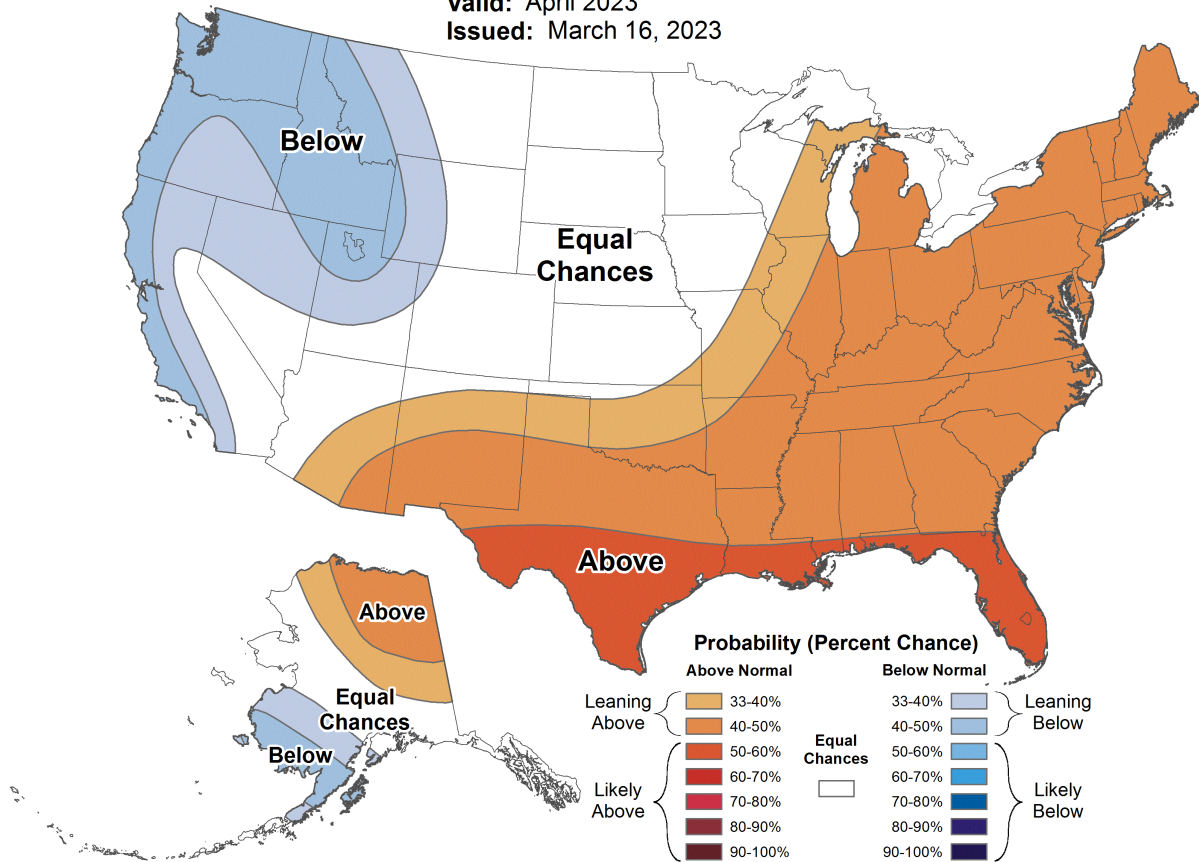 Valid: April 2023
Issued: March 16, 2023
Below
Equal
Chances
Above
Above
Equal
Chances
Below
Probability (Percent Chance)
Above Normal
Below Normal
Leaning
Above
33-40%
40-50%
50-60%
60-70%
70-80%
80-90%
90-100%
Likely
Above
Equal
Chances
33-40%
40-50%
50-60%
60-70%
70-80%
80-90%
90-100%
Leaning
Below
Likely
Below